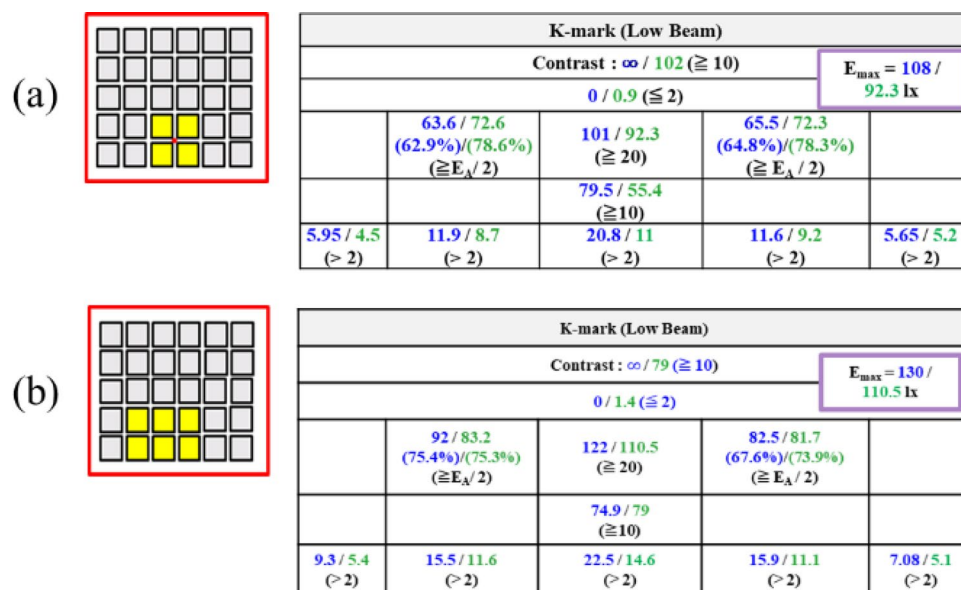 (a)
K-mark (Low Beam)
Contrast : ∞ / 102 (≧ 10)
E_max = 108 /
92.3 lx
0 / 0.9 (≦ 2)
63.6 / 72.6
(62.9%)/(78.6%)
(≧E_A/ 2)
101 / 92.3
(≧ 20)
65.5 / 72.3
(64.8%)/(78.3%)
(≧ E_A / 2)
79.5 / 55.4
(≧10)
5.95 / 4.5
(> 2)
11.9 / 8.7
(> 2)
20.8 / 11
(> 2)
11.6 / 9.2
(> 2)
5.65 / 5.2
(> 2)
(b)
K-mark (Low Beam)
Contrast : ∞ / 79 (≧ 10)
E_max = 130 /
110.5 lx
0 / 1.4 (≦ 2)
92 / 83.2
(75.4%)/(75.3%)
(≧E_A/ 2)
122 / 110.5
(≧ 20)
82.5 / 81.7
(67.6%)/(73.9%)
(≧ E_A / 2)
74.9 / 79
(≧10)
9.3 / 5.4
(> 2)
15.5 / 11.6
(> 2)
22.5 / 14.6
(> 2)
15.9 / 11.1
(> 2)
7.08 / 5.1
(> 2)